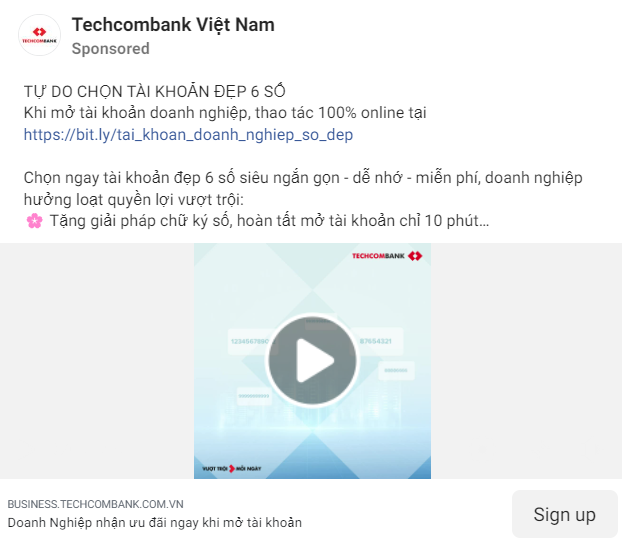 Techcombank Việt Nam
TECHCOMBANK
Sponsored
TỰ DO CHỌN TÀI KHOẢN ĐẸP 6 SỐ
Khi mở tài khoản doanh nghiệp, thao tác 100% online tại
https://bit.ly/tai_khoan_doanh_nghiep_so_dep
Chọn ngay tài khoản đẹp 6 số siêu ngắn gọn - dễ nhớ - miễn phí, doanh nghiệp
hưởng loạt quyền lợi vượt trội:
🌸 Tặng giải pháp chữ ký số, hoàn tất mở tài khoản chỉ 10 phút…
TECHCOMBANK
VƯỢT TRỘI MỖI NGÀY
BUSINESS.TECHCOMBANK.COM.VN
Doanh Nghiệp nhận ưu đãi ngay khi mở tài khoản
Sign up